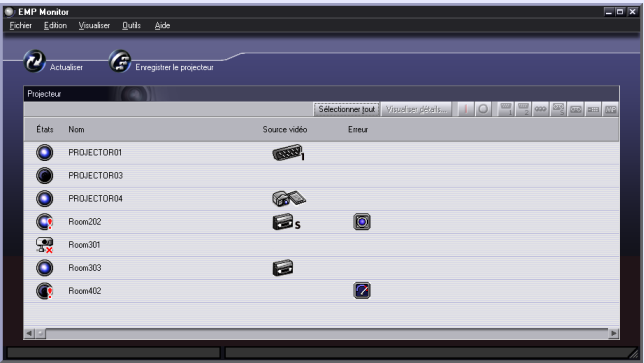 EMP Monitor
Fichier Edition Visualiser Outils Aide
Actualiser Enregistrer le projecteur
Projecteur
Sélectionner tout Visualiser détails...
États Nom Source vidéo Erreur
PROJECTOR01 1
PROJECTOR03
PROJECTOR04
Room202 S
Room301
Room303
Room402